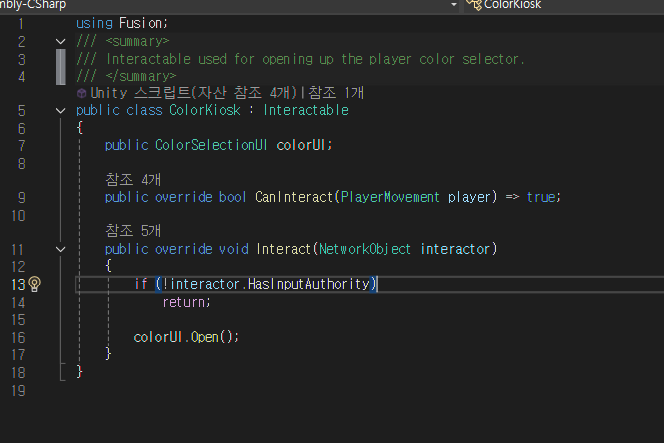 mbly-CSharp ColorKiosk
1 using Fusion;
2 /// <summary>
3 /// Interactable used for opening up the player color selector.
4 /// </summary>
Unity 스크립트(자산 참조 4개)|참조 1개
5 public class ColorKiosk : Interactable
6 {
7 public ColorSelectionUI colorUI;
8
참조 4개
9 public override bool CanInteract(PlayerMovement player) => true;
10
참조 5개
11 public override void Interact(NetworkObject interactor)
12 {
13 if (!interactor.HasInputAuthority)
14 return;
15
16 colorUI.Open();
17 }
18 }
19